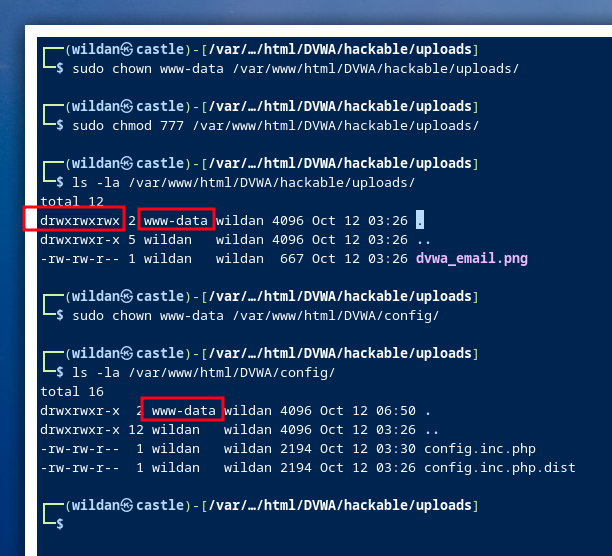 ┌──(wildan㉿castle)-[/var/…/html/DVWA/hackable/uploads]
└─$ sudo chown www-data /var/www/html/DVWA/hackable/uploads/
┌──(wildan㉿castle)-[/var/…/html/DVWA/hackable/uploads]
└─$ sudo chmod 777 /var/www/html/DVWA/hackable/uploads/
┌──(wildan㉿castle)-[/var/…/html/DVWA/hackable/uploads]
└─$ ls -la /var/www/html/DVWA/hackable/uploads/
total 12
drwxrwxrwx 2 www-data wildan 4096 Oct 12 03:26 .
drwxrwxr-x 5 wildan   wildan 4096 Oct 12 03:26 ..
-rw-rw-r-- 1 wildan   wildan  667 Oct 12 03:26 dvwa_email.png
┌──(wildan㉿castle)-[/var/…/html/DVWA/hackable/uploads]
└─$ sudo chown www-data /var/www/html/DVWA/config/
┌──(wildan㉿castle)-[/var/…/html/DVWA/hackable/uploads]
└─$ ls -la /var/www/html/DVWA/config/
total 16
drwxrwxr-x  2 www-data wildan 4096 Oct 12 06:50 .
drwxrwxr-x 12 wildan   wildan 4096 Oct 12 03:26 ..
-rw-rw-r--  1 wildan   wildan 2194 Oct 12 03:30 config.inc.php
-rw-rw-r--  1 wildan   wildan 2194 Oct 12 03:26 config.inc.php.dist
┌──(wildan㉿castle)-[/var/…/html/DVWA/hackable/uploads]
└─$